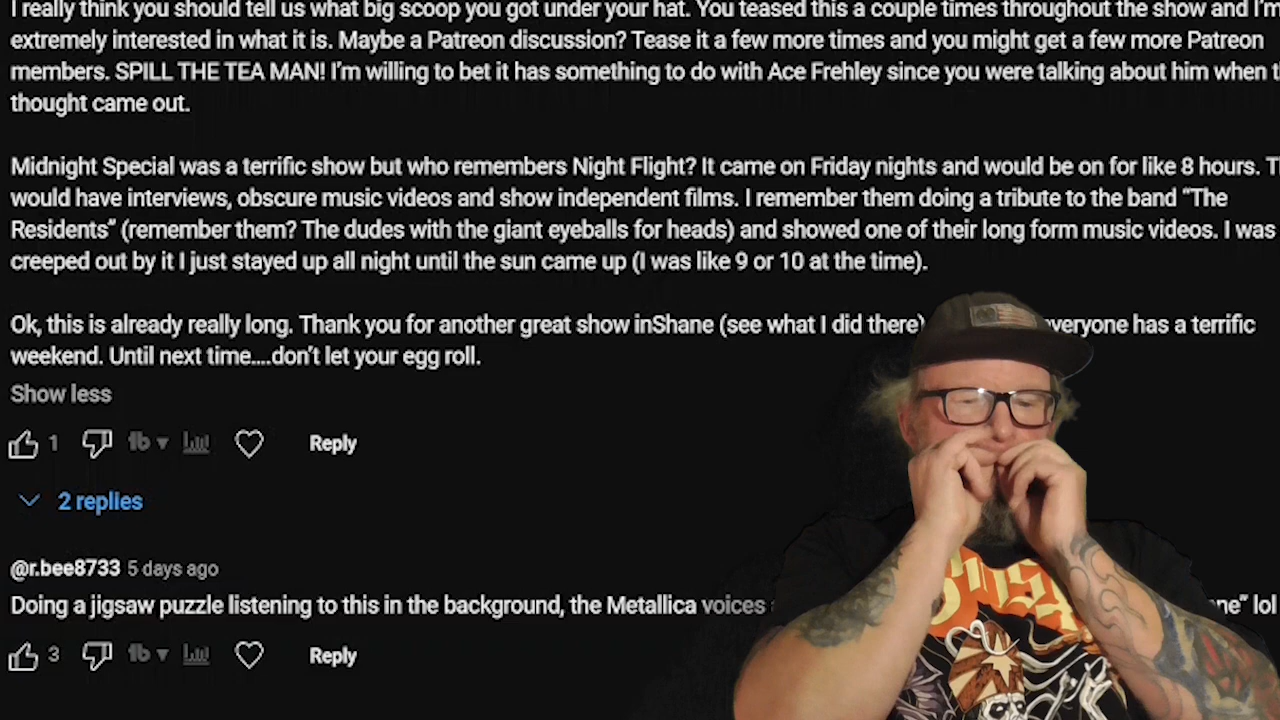 I really think you should tell us what big scoop you got under your hat. You teased this a couple times throughout the show and I'm
extremely interested in what it is. Maybe a Patreon discussion? Tease it a few more times and you might get a few more Patreon
members. SPILL THE TEA MAN! I'm willing to bet it has something to do with Ace Frehley since you were talking about him when
thought came out.
Midnight Special was a terrific show but who remembers Night Flight? It came on Friday nights and would be on for like 8 hours.
would have interviews, obscure music videos and show independent films. I remember them doing a tribute to the band “The
Residents” (remember them? The dudes with the giant eyeballs for heads) and showed one of their long form music videos. I was
creeped out by it I just stayed up all night until the sun came up (I was like 9 or 10 at the time).
Ok, this is already really long. Thank you for another great show inShane (see what I did there) everyone has a terrific
weekend. Until next time....don't let your egg roll.
Show less
1 Reply
2 replies
@r.bee8733 5 days ago
Doing a jigsaw puzzle listening to this in the background, the Metallica voices lol
3 Reply